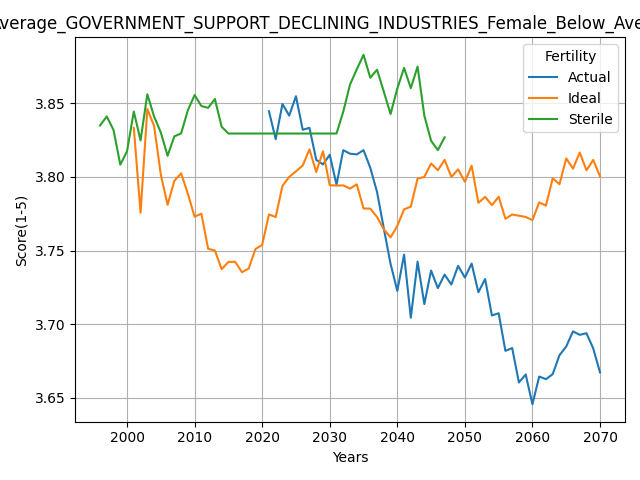 GOVERNMENT_SUPPORT_DECLINING_INDUSTRIES_Female_Below
Fertility
Actual
Ideal
Sterile
Score(1-5)
3.85
3.80
3.75
3.70
3.65
2000 2010 2020 2030 2040 2050 2060 2070
Years